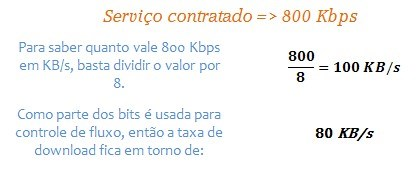 Serviço contratado => 800 Kbps
Para saber quanto vale 8oo Kbps
em KB/s, basta dividir o valor por
8.
800
8
= 100 KB/s
Como parte dos bits é usada para
controle de fluxo, então a taxa de
download fica em torno de:
80 KB/s